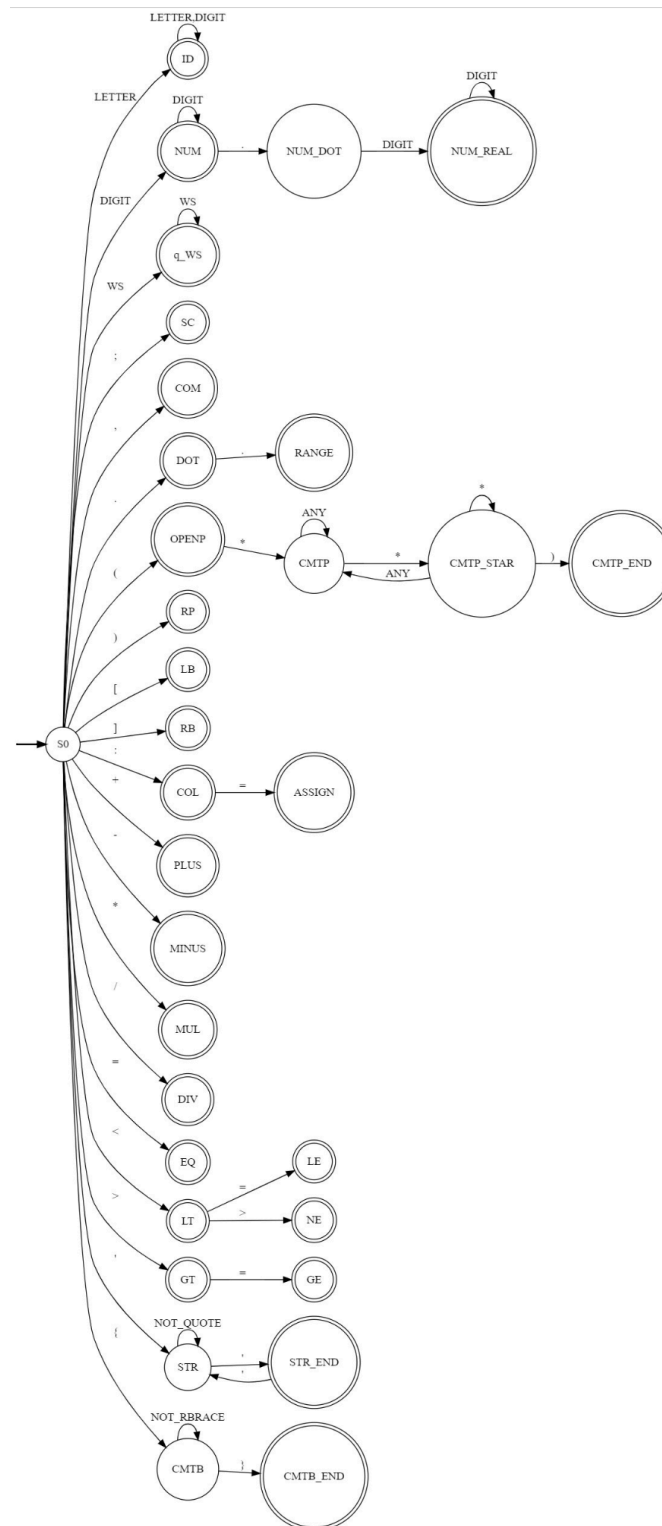 LETTER,DIGIT
ID
LETTER
DIGIT
NUM
.
NUM_DOT
DIGIT
DIGIT
NUM_REAL
DIGIT
WS
q_WS
WS
;
SC
,
COM
.
DOT
.
RANGE
(
OPENP
*
ANY
CMTP
*
ANY
*
CMTP_STAR
)
CMTP_END
)
RP
[
LB
]
RB
S0
:
COL
=
ASSIGN
+
PLUS
-
MINUS
*
MUL
/
DIV
=
EQ
<
LT
=
LE
>
NE
>
GT
=
GE
'
NOT_QUOTE
STR
'
'
STR_END
{
NOT_RBRACE
CMTB
}
CMTB_END